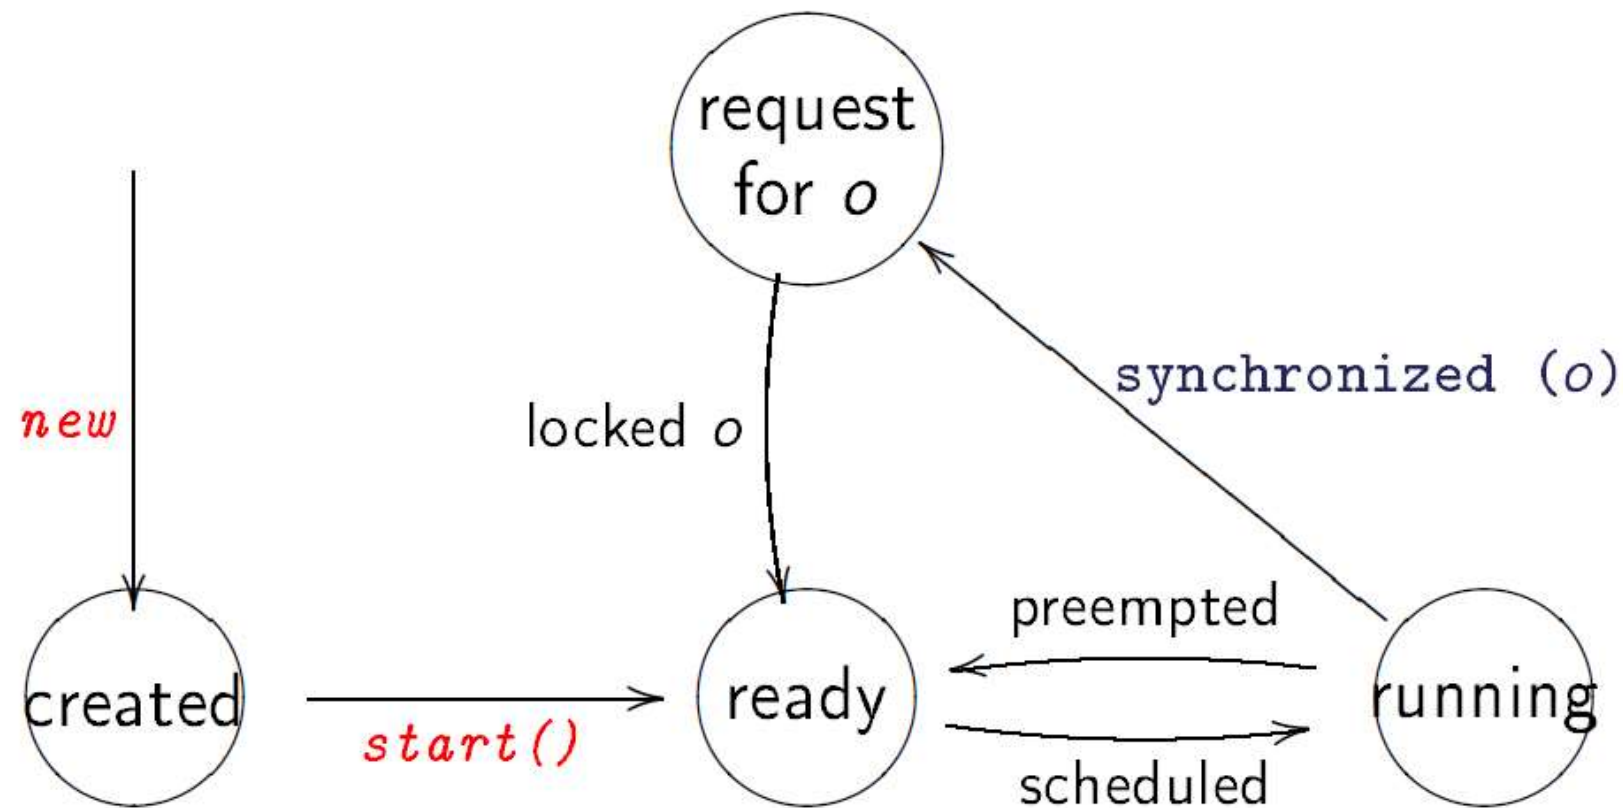 request
for o
new
locked o
synchronized (o)
preempted
created
ready
running
start()
scheduled